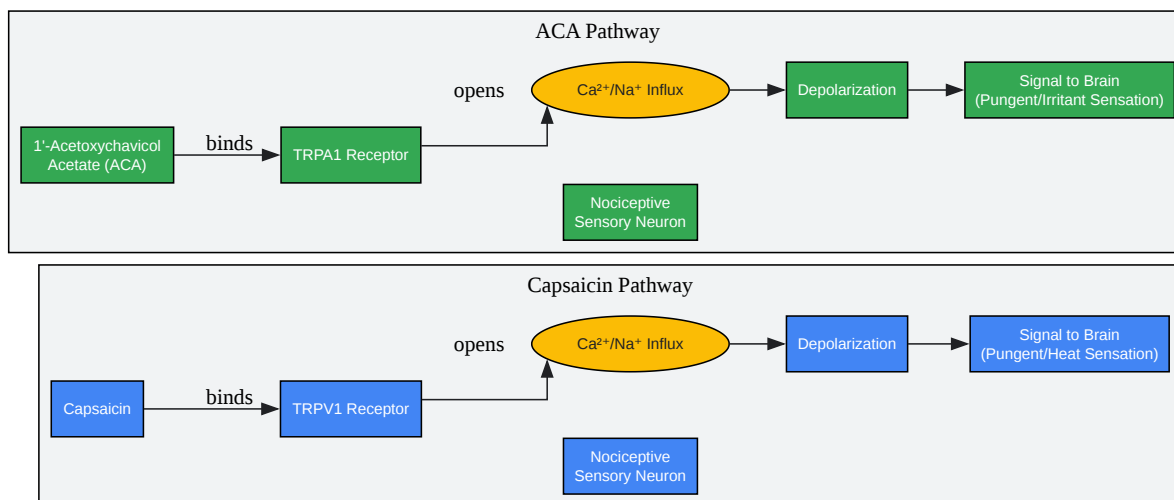 ACA Pathway
1'-Acetoxychavicol
Acetate (ACA)
binds
TRPA1 Receptor
opens
Ca²⁺/Na⁺ Influx
Depolarization
Signal to Brain
(Pungent/Irritant Sensation)
Nociceptive
Sensory Neuron
Capsaicin Pathway
Capsaicin
binds
TRPV1 Receptor
opens
Ca²⁺/Na⁺ Influx
Depolarization
Signal to Brain
(Pungent/Heat Sensation)
Nociceptive
Sensory Neuron